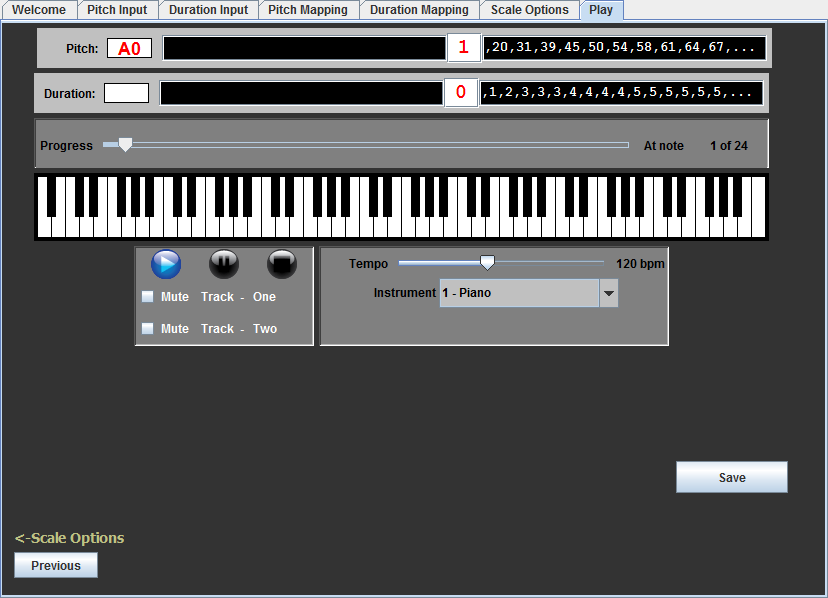 Welcome Pitch Input Duration Input Pitch Mapping Duration Mapping Scale Options Play
Pitch: A0 1 ,20,31,39,45,50,54,58,61,64,67,...
Duration: 0 ,1,2,3,3,3,4,4,4,4,5,5,5,5,5,5,...
Progress At note 1 of 24
Tempo 120 bpm
Instrument 1 - Piano
Mute Track - One
Mute Track - Two
Save
<-Scale Options
Previous